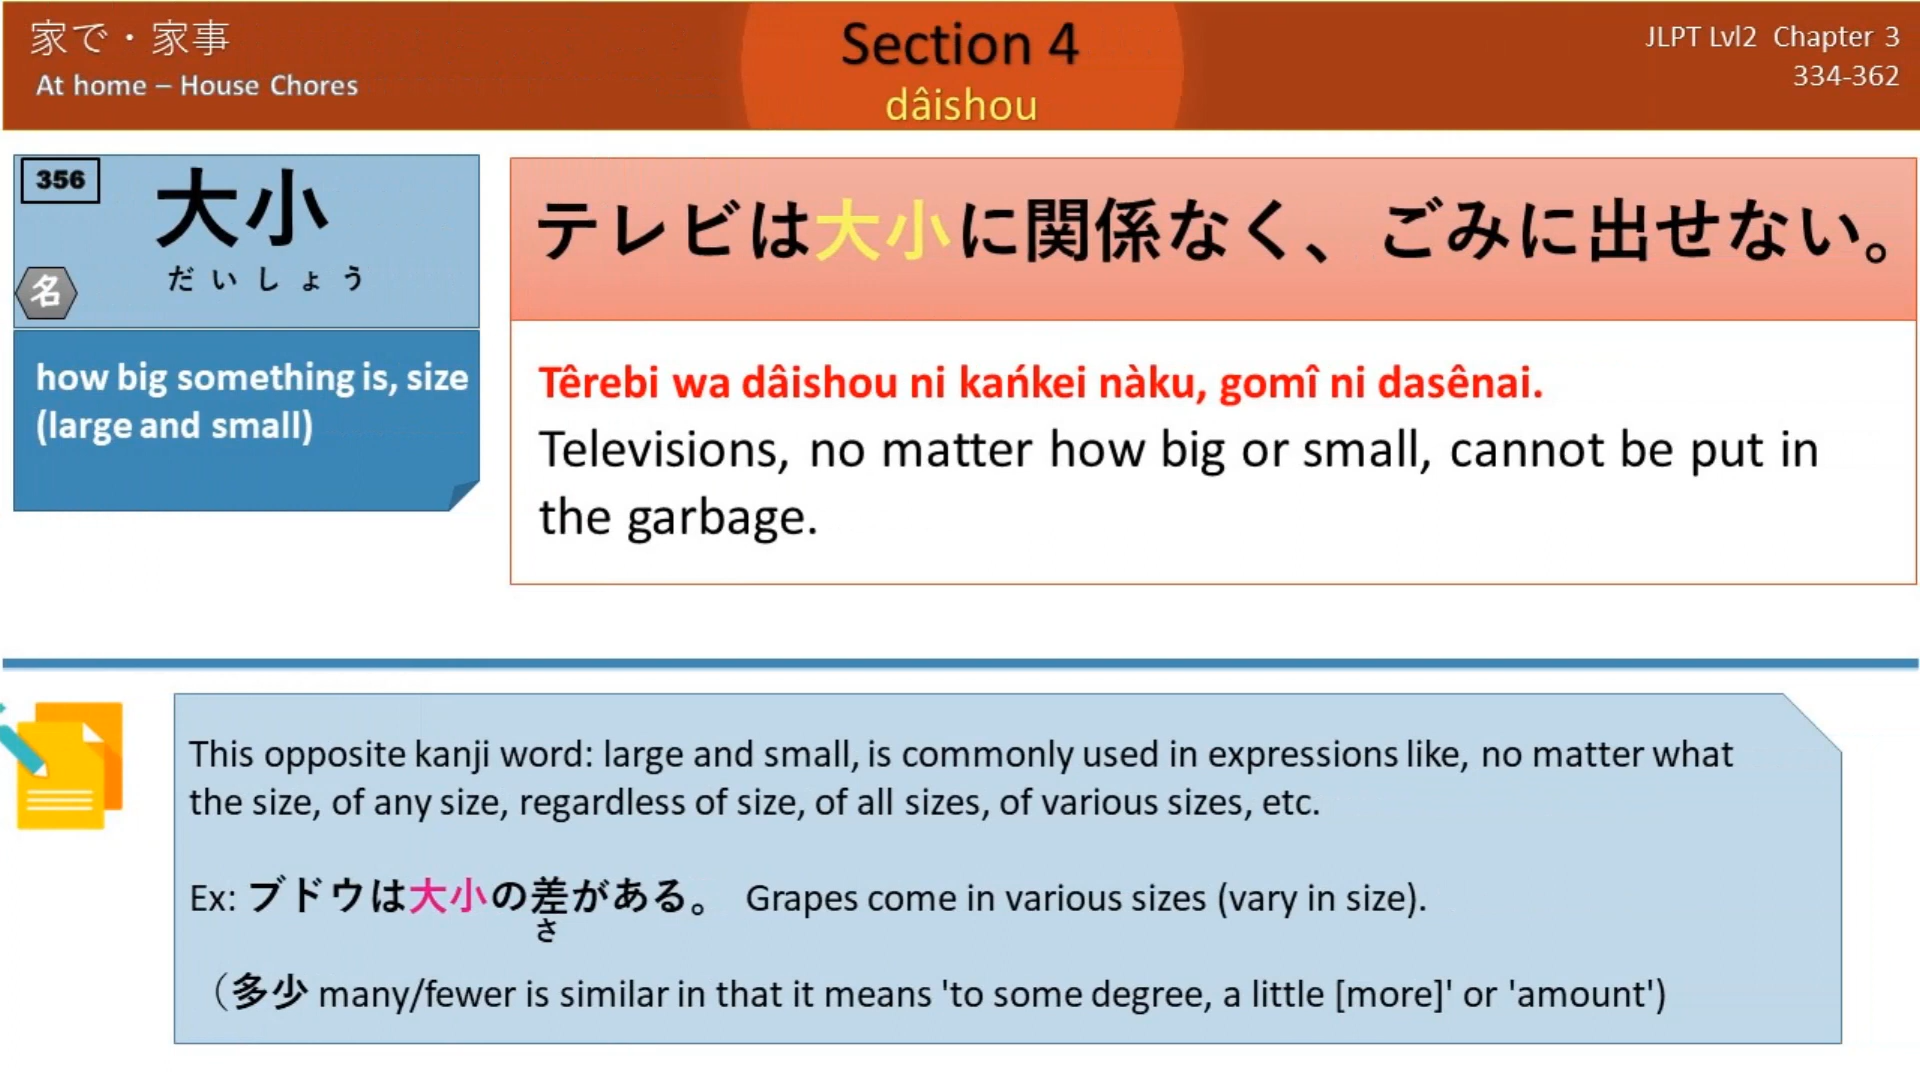 家で・家事
At home – House Chores
Section 4
dâishou
JLPT Lvl2 Chapter 3
334-362
356
大小
だいしょう
名
how big something is, size
(large and small)
テレビは大小に関係なく、ごみに出せない。
Têrebi wa dâishou ni kańkei nàku, gomî ni dasênai.
Televisions, no matter how big or small, cannot be put in
the garbage.
This opposite kanji word: large and small, is commonly used in expressions like, no matter what
the size, of any size, regardless of size, of all sizes, of various sizes, etc.
Ex: ブドウは大小の差がある。 Grapes come in various sizes (vary in size).
さ
（多少 many/fewer is similar in that it means 'to some degree, a little [more]' or 'amount')